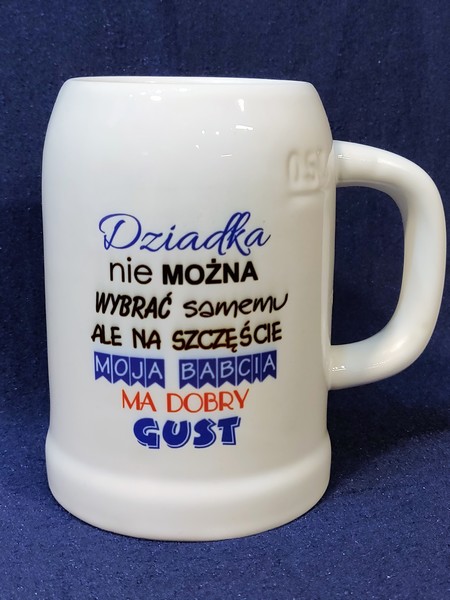 Dziadka
nie MOŻNA
WYBRAĆ samemu
ALE NA SZCZĘŚCIE
MOJA BABCIA
MA DOBRY
GUST